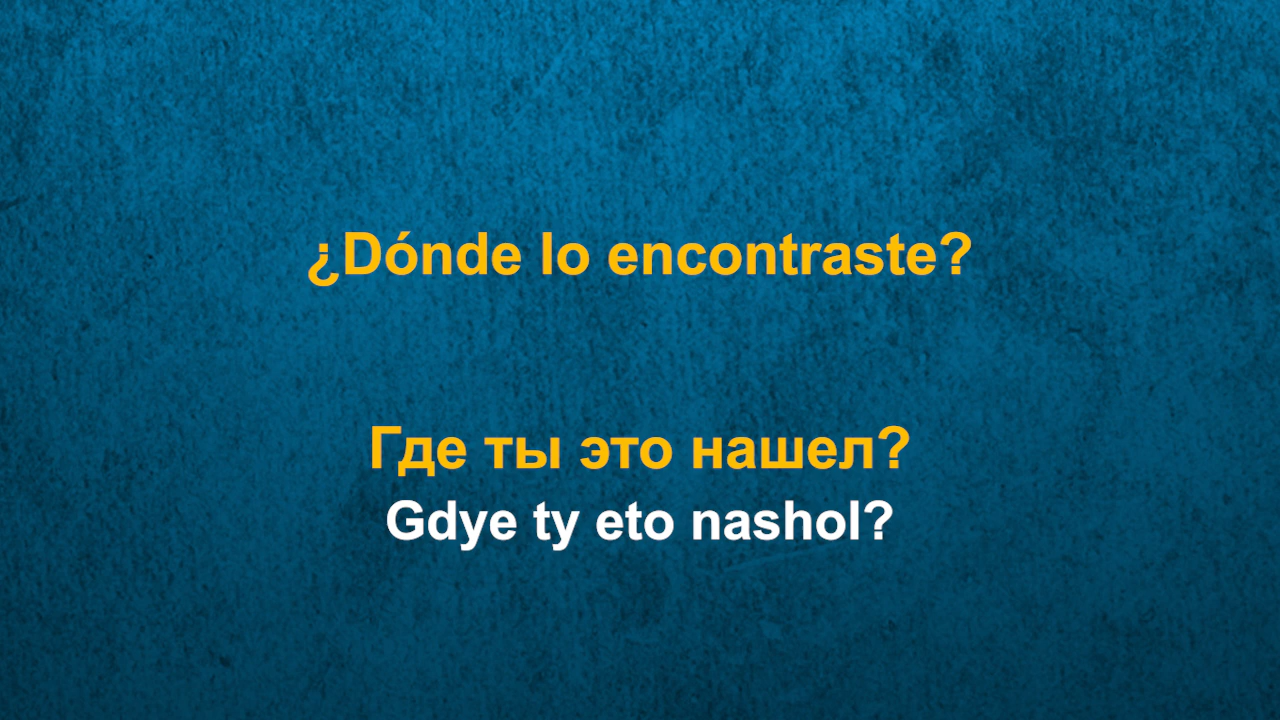 ¿Dónde lo encontraste?
Где ты это нашел?
Gdye ty eto nashol?